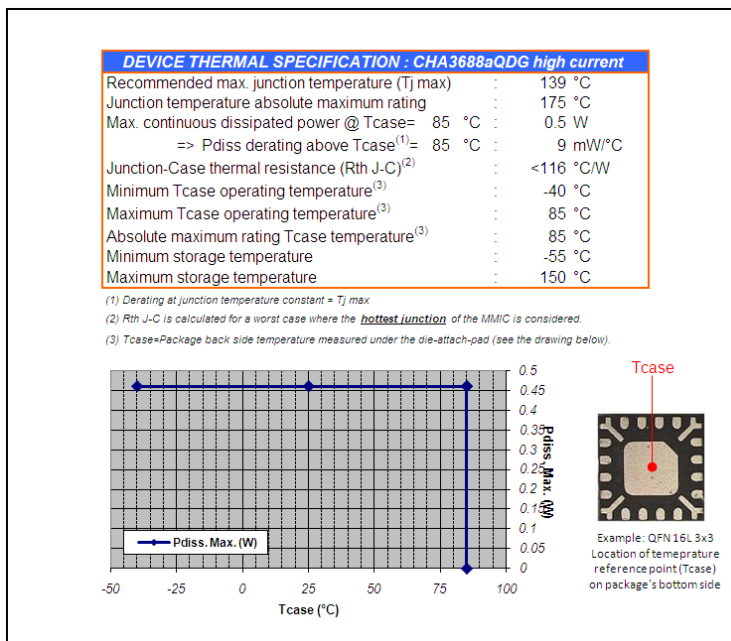 DEVICE THERMAL SPECIFICATION : CHA3688aQDG high current
Recommended max. junction temperature (Tj max) : 139 °C
Junction temperature absolute maximum rating : 175 °C
Max. continuous dissipated power @ Tcase= 85 °C : 0.5 W
=> Pdiss derating above Tcase(1)= 85 °C : 9 mW/°C
Junction-Case thermal resistance (Rth J-C)(2) : <116 °C/W
Minimum Tcase operating temperature(3) : -40 °C
Maximum Tcase operating temperature(3) : 85 °C
Absolute maximum rating Tcase temperature(3) : 85 °C
Minimum storage temperature : -55 °C
Maximum storage temperature : 150 °C
(1) Derating at junction temperature constant = Tj max
(2) Rth J-C is calculated for a worst case where the hottest junction of the MMIC is considered.
(3) Tcase=Package back side temperature measured under the die-attach-pad (see the drawing below).
0.5
0.45
0.4
0.35
0.3
0.25
0.2
0.15
0.1
0.05
0
Pdiss. Max. (W)
Pdiss. Max. (W)
-50 -25 0 25 50 75 100
Tcase (°C)
Tcase
Example: QFN 16L 3x3
Location of temeprature
reference point (Tcase)
on package's bottom side